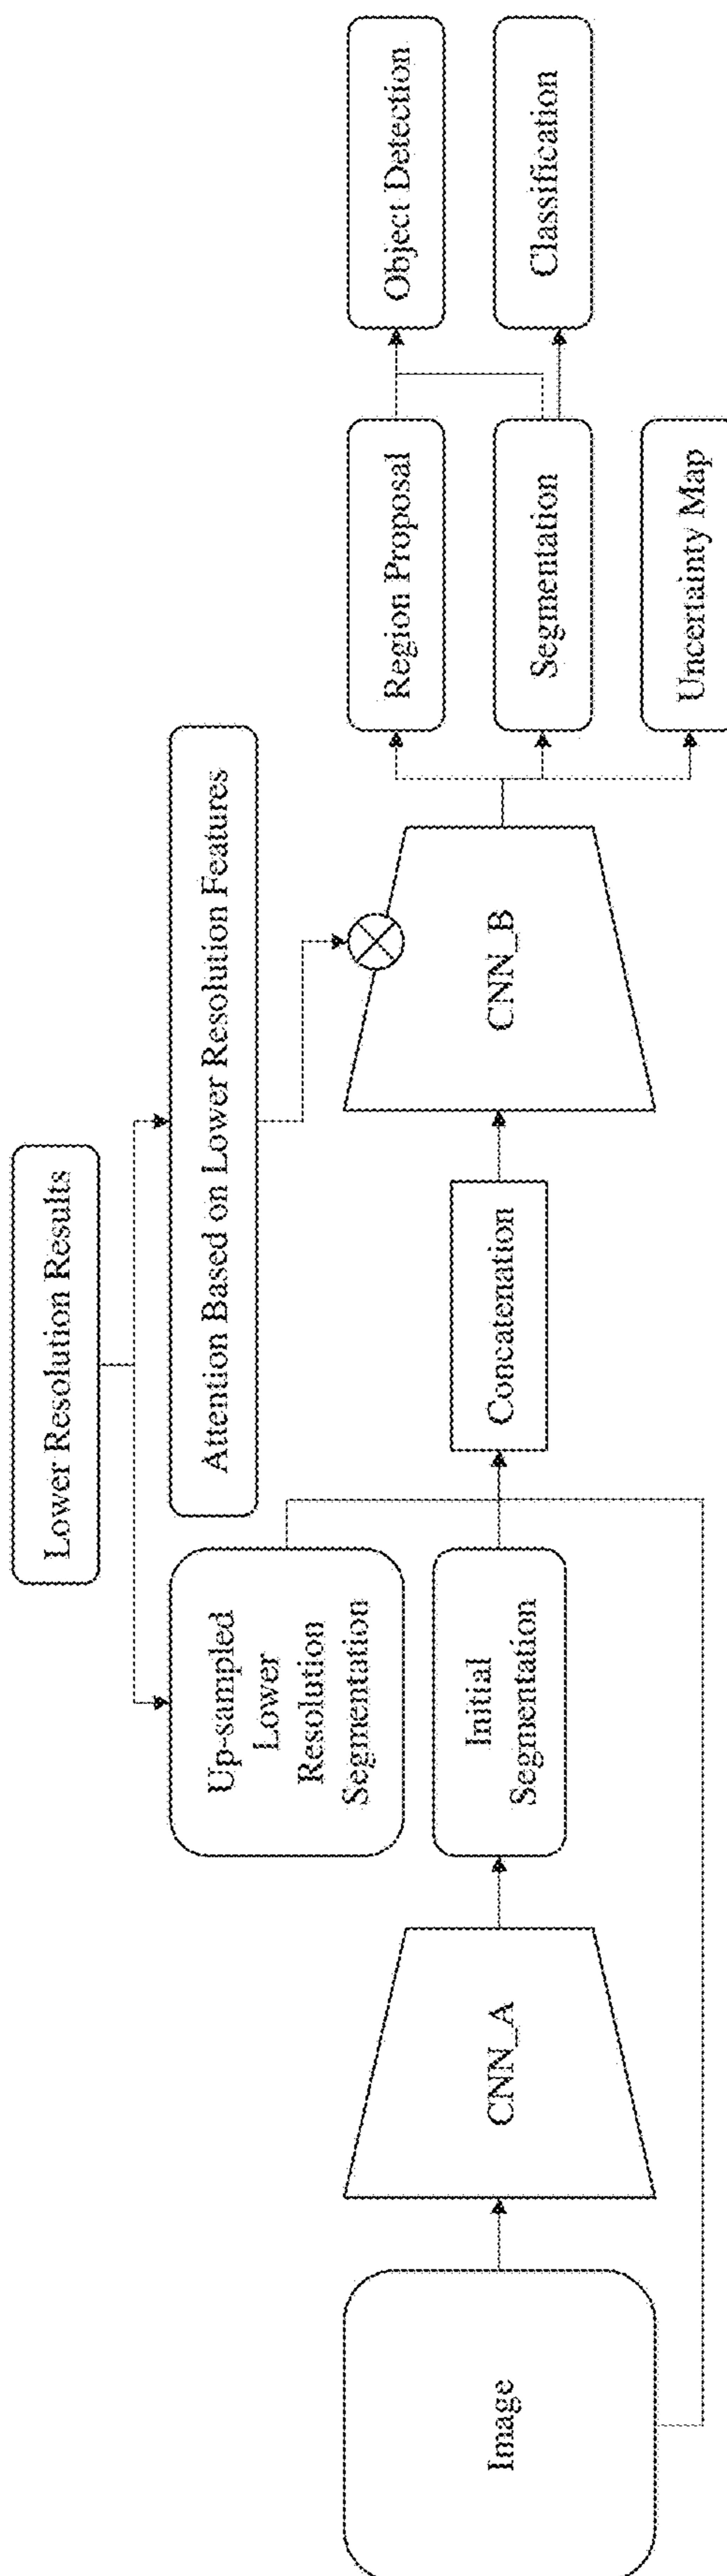 Lower Resolution Results
Attention Based on Lower Resolution Features
Up-sampled
Lower
Resolution
Segmentation
Image
CNN_A
Initial
Segmentation
Concatenation
CNN_B
Region Proposal
Object Detection
Segmentation
Classification
Uncertainty Map